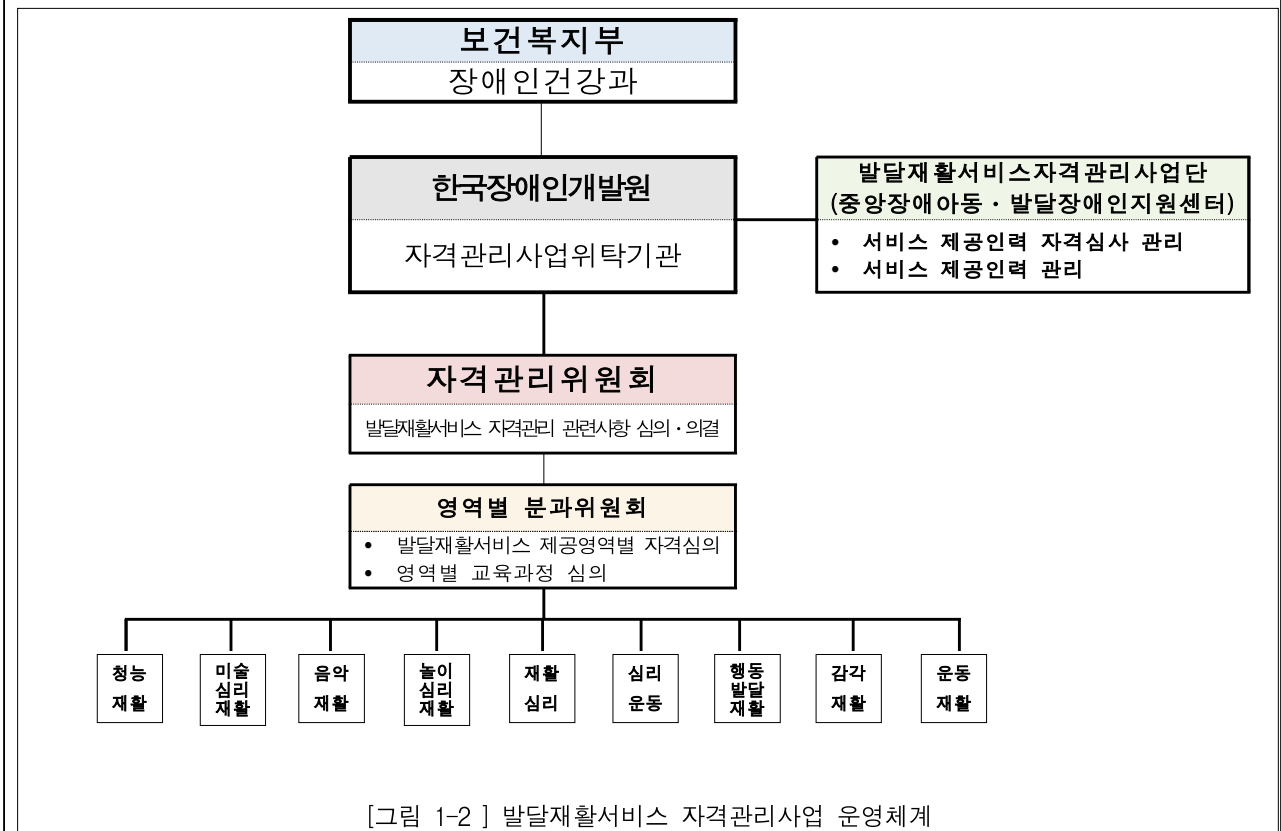 보건복지부
장애인건강과
한국장애인개발원
자격관리사업위탁기관
발달재활서비스자격관리사업단
(중앙장애아동・발달장애인지원센터)
• 서비스 제공인력 자격심사 관리
• 서비스 제공인력 관리
자격관리위원회
발달재활서비스 자격관리 관련사항 심의・의결
영역별 분과위원회
• 발달재활서비스 제공영역별 자격심의
• 영역별 교육과정 심의
청능
재활
미술
심리
재활
음악
재활
놀이
심리
재활
재활
심리
심리
운동
행동
발달
재활
감각
재활
운동
재활
[그림 1-2 ] 발달재활서비스 자격관리사업 운영체계